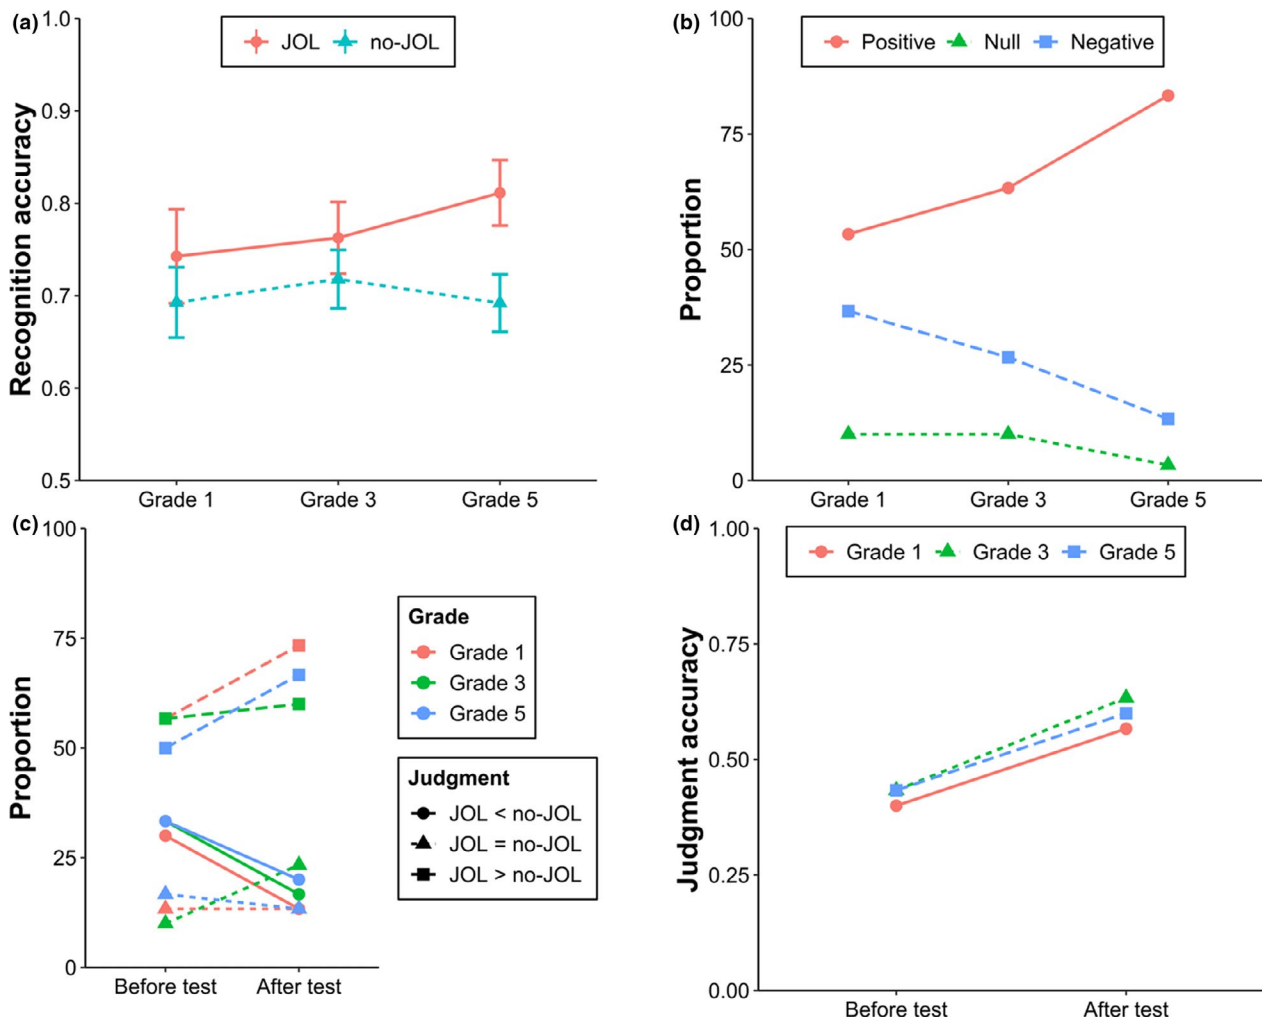 (a)
JOL no-JOL
Recognition accuracy
1.0
0.9
0.8
0.7
0.6
0.5
Grade 1 Grade 3 Grade 5
(b)
Positive Null Negative
Proportion
100
75
50
25
0
Grade 1 Grade 3 Grade 5
(c)
Proportion
100
75
50
25
0
Before test After test
Grade
Grade 1
Grade 3
Grade 5
Judgment
JOL < no-JOL
JOL = no-JOL
JOL > no-JOL
(d)
Grade 1 Grade 3 Grade 5
Judgment accuracy
1.00
0.75
0.50
0.25
0.00
Before test After test